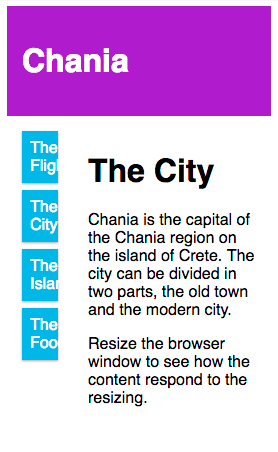 Chania
The
Fligh
The
City
The
Islan
The
Foo
The City
Chania is the capital of
the Chania region on
the island of Crete. The
city can be divided in
two parts, the old town
and the modern city.
Resize the browser
window to see how the
content respond to the
resizing.